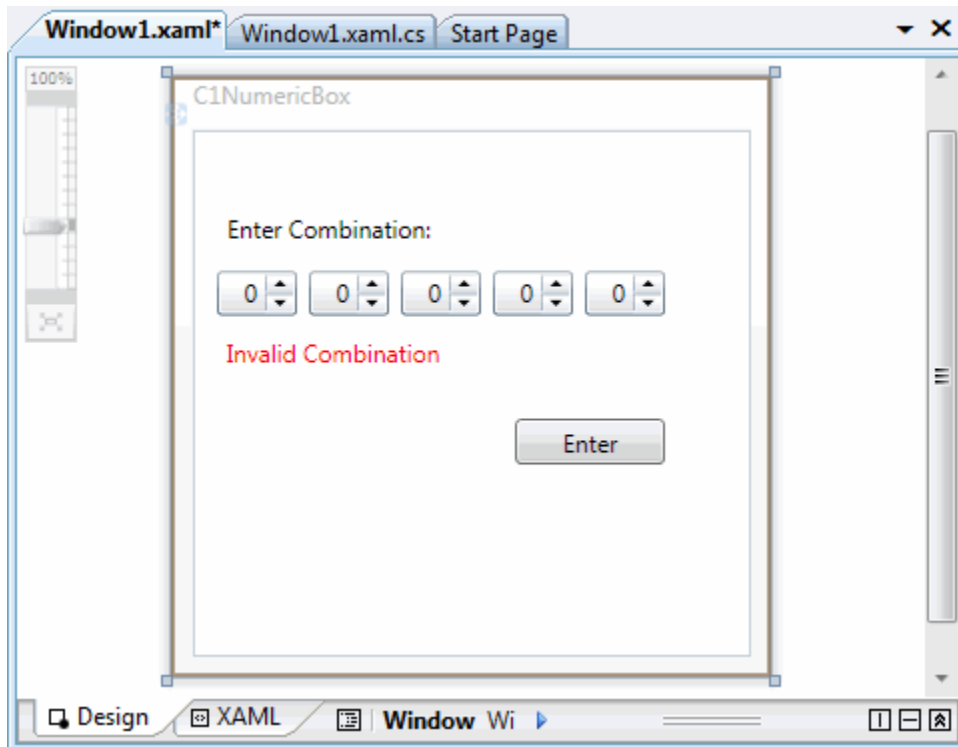 Window1.xaml* Window1.xaml.cs Start Page
100%
C1NumericBox
Enter Combination:
0 0 0 0 0
Invalid Combination
Enter
Design XAML Window Wi